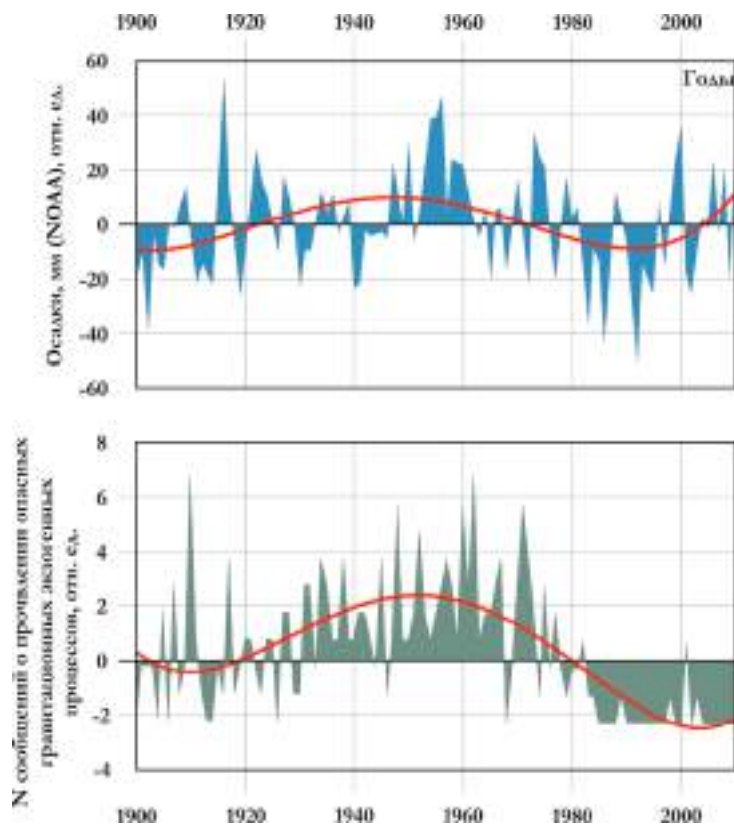 1900 1920 1940 1960 1980 2000
Годы
60
40
20
0
-20
-40
-60
Осадки, мм (NOAA), отн. ед.
8
6
4
2
0
-2
-4
N сообщений о проявлении опасных
гравитационных экзогенных
процессов, отн. ед.
1900 1920 1940 1960 1980 2000